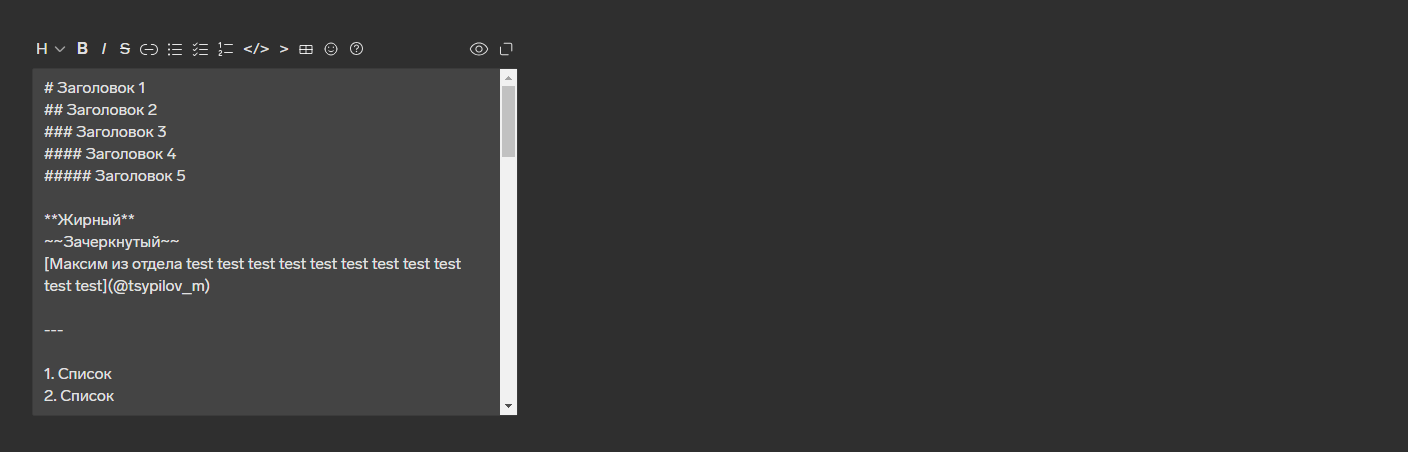 H B I S </> >
# Заголовок 1
## Заголовок 2
### Заголовок 3
#### Заголовок 4
##### Заголовок 5
**Жирный**
~~Зачеркнутый~~
[Максим из отдела test test test test test test test test test
test test](@tsypilov_m)
---
1. Список
2. Список